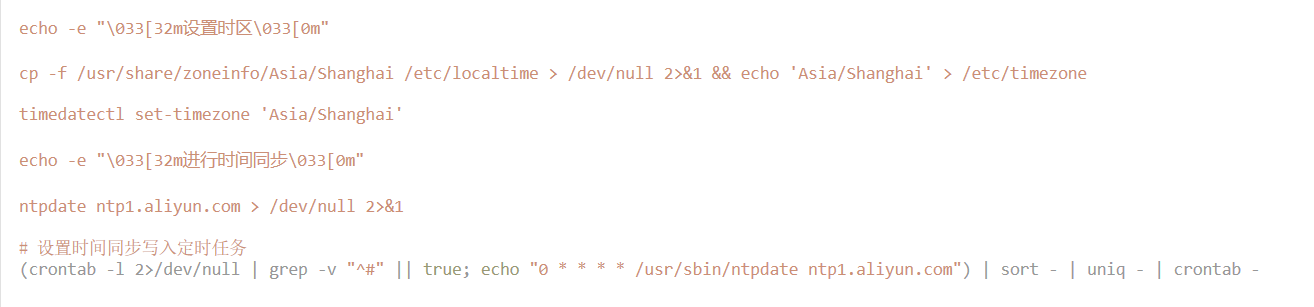 echo -e "\033[32m设置时区\033[0m"
cp -f /usr/share/zoneinfo/Asia/Shanghai /etc/localtime > /dev/null 2>&1 && echo 'Asia/Shanghai' > /etc/timezone
timedatectl set-timezone 'Asia/Shanghai'
echo -e "\033[32m进行时间同步\033[0m"
ntpdate ntp1.aliyun.com > /dev/null 2>&1
# 设置时间同步写入定时任务
(crontab -l 2>/dev/null | grep -v "^#" || true; echo "0 * * * * /usr/sbin/ntpdate ntp1.aliyun.com") | sort - | uniq - | crontab -